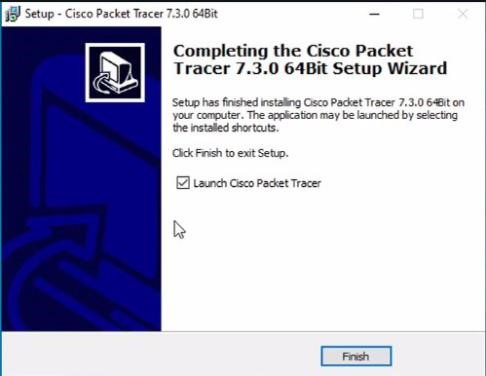 Setup - Cisco Packet Tracer 7.3.0 64Bit
Completing the Cisco Packet
Tracer 7.3.0 64Bit Setup Wizard
Setup has finished installing Cisco Packet Tracer 7.3.0 64Bit on
your computer. The application may be launched by selecting
the installed shortcuts.
Click Finish to exit Setup.
Launch Cisco Packet Tracer
Finish